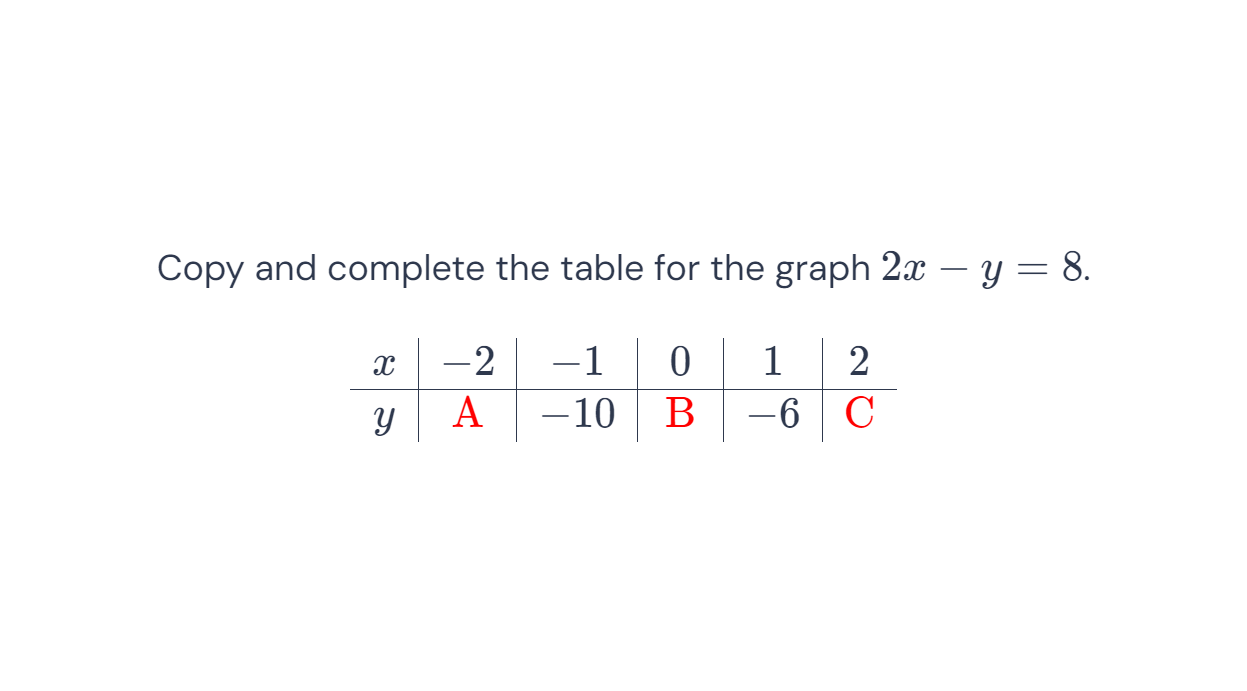 Copy and complete the table for the graph 2x − y = 8.
x −2 −1 0 1 2
y A −10 B −6 C